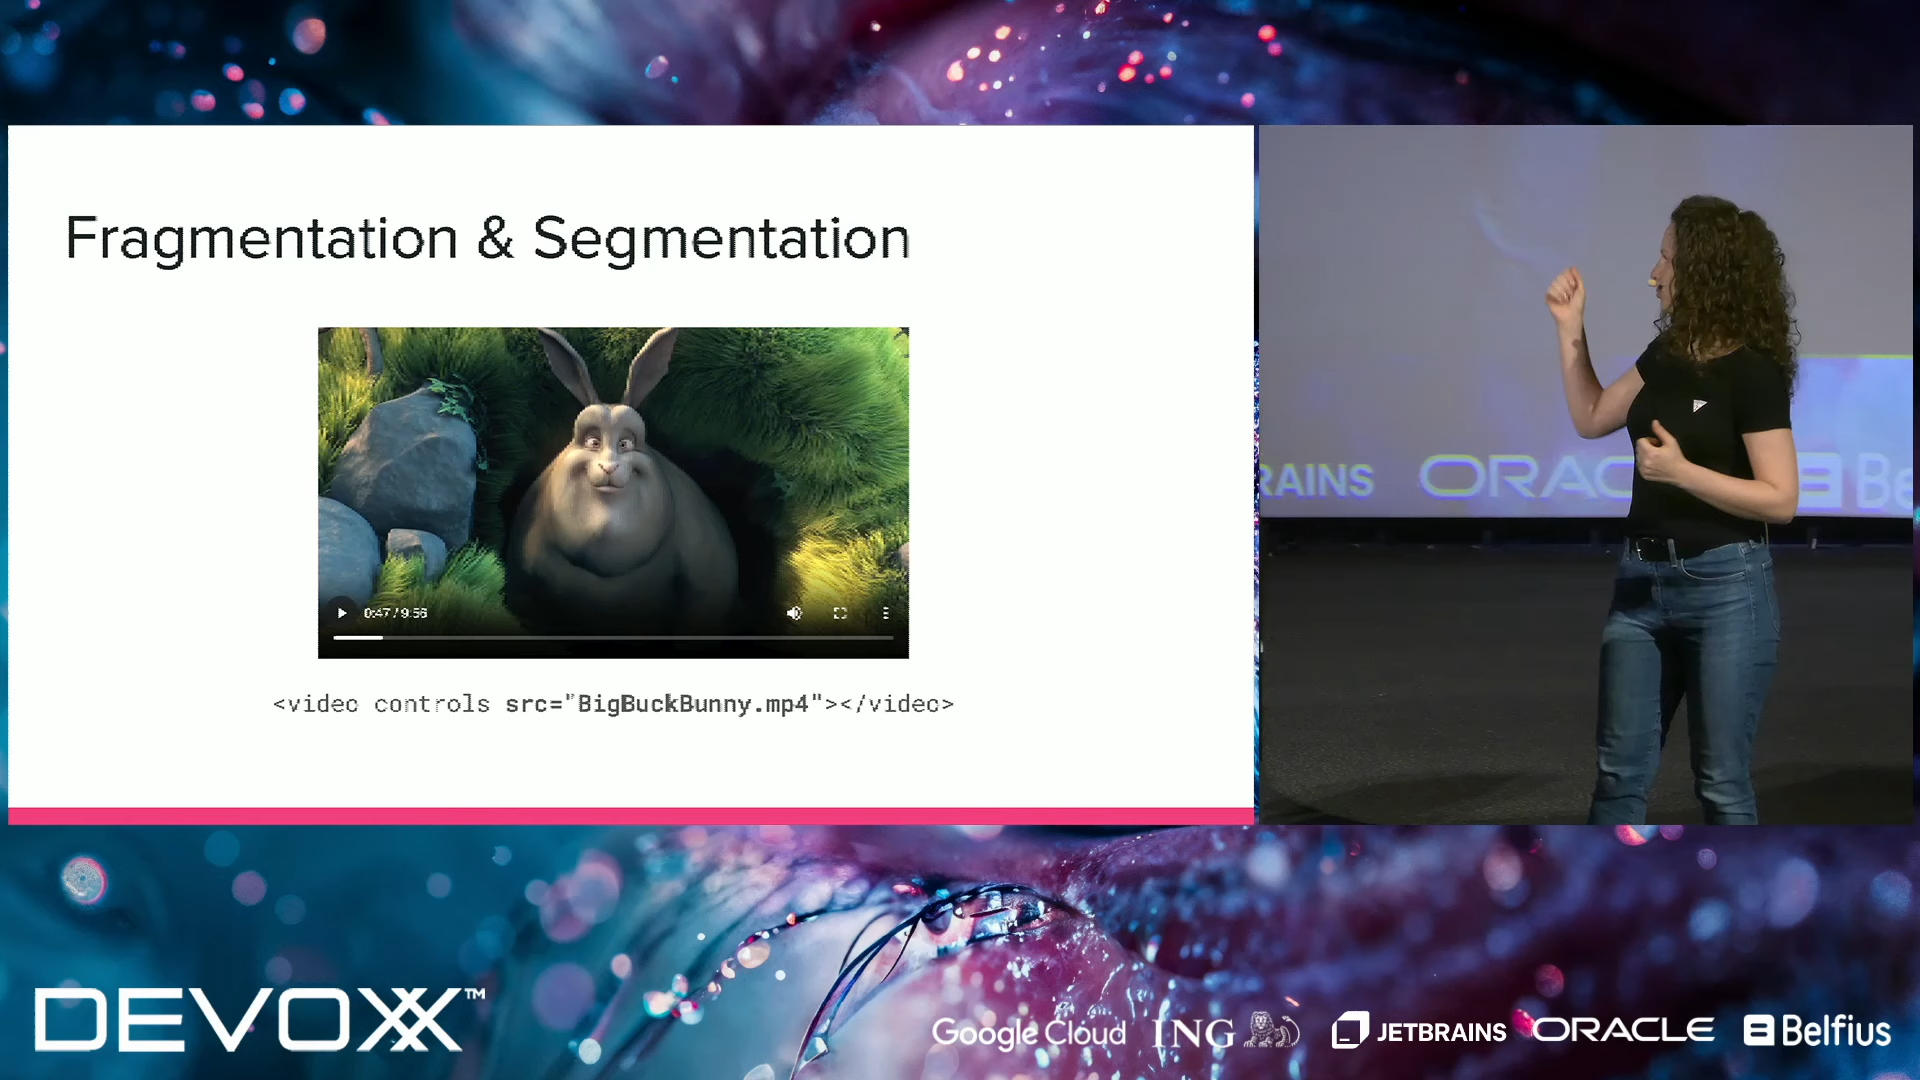 Fragmentation & Segmentation
0:47 / 9:56
<video controls src="BigBuckBunny.mp4"></video>
RAINS ORAC Be
DEVOXX™
Google Cloud ING JETBRAINS ORACLE Belfius